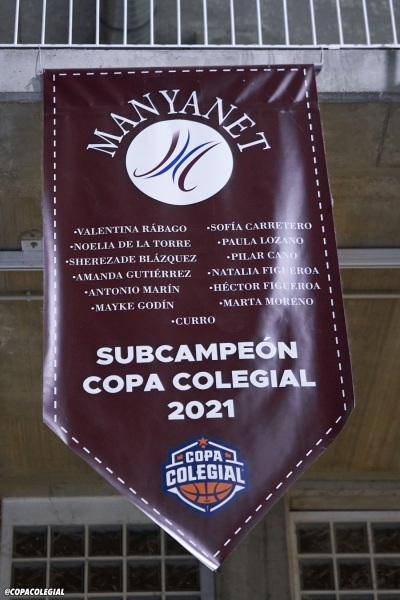 MANYANET
•VALENTINA RÁBAGO
•NOELIA DE LA TORRE
•SHEREZADE BLÁZQUEZ
•AMANDA GUTIÉRREZ
•ANTONIO MARÍN
•MAYKE GODÍN
•SOFÍA CARRETERO
•PAULA LOZANO
•PILAR CANO
•NATALIA FIGUEROA
•HÉCTOR FIGUEROA
•MARTA MORENO
•CURRO
SUBCAMPEÓN
COPA COLEGIAL
2021
COPA
COLEGIAL
@COPACOLEGIAL